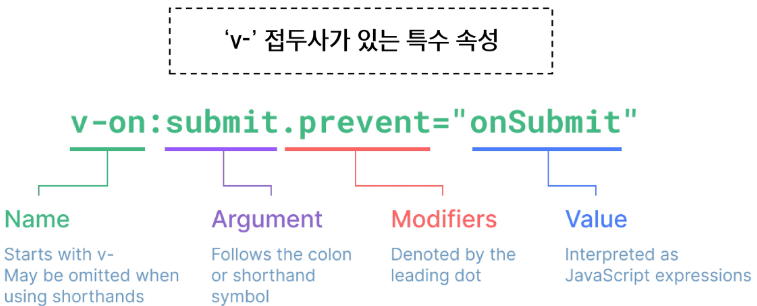 ‘v-’ 접두사가 있는 특수 속성
v-on:submit.prevent="onSubmit"
Name
Starts with v-
May be omitted when
using shorthands
Argument
Follows the colon
or shorthand
symbol
Modifiers
Denoted by the
leading dot
Value
Interpreted as
JavaScript expressions